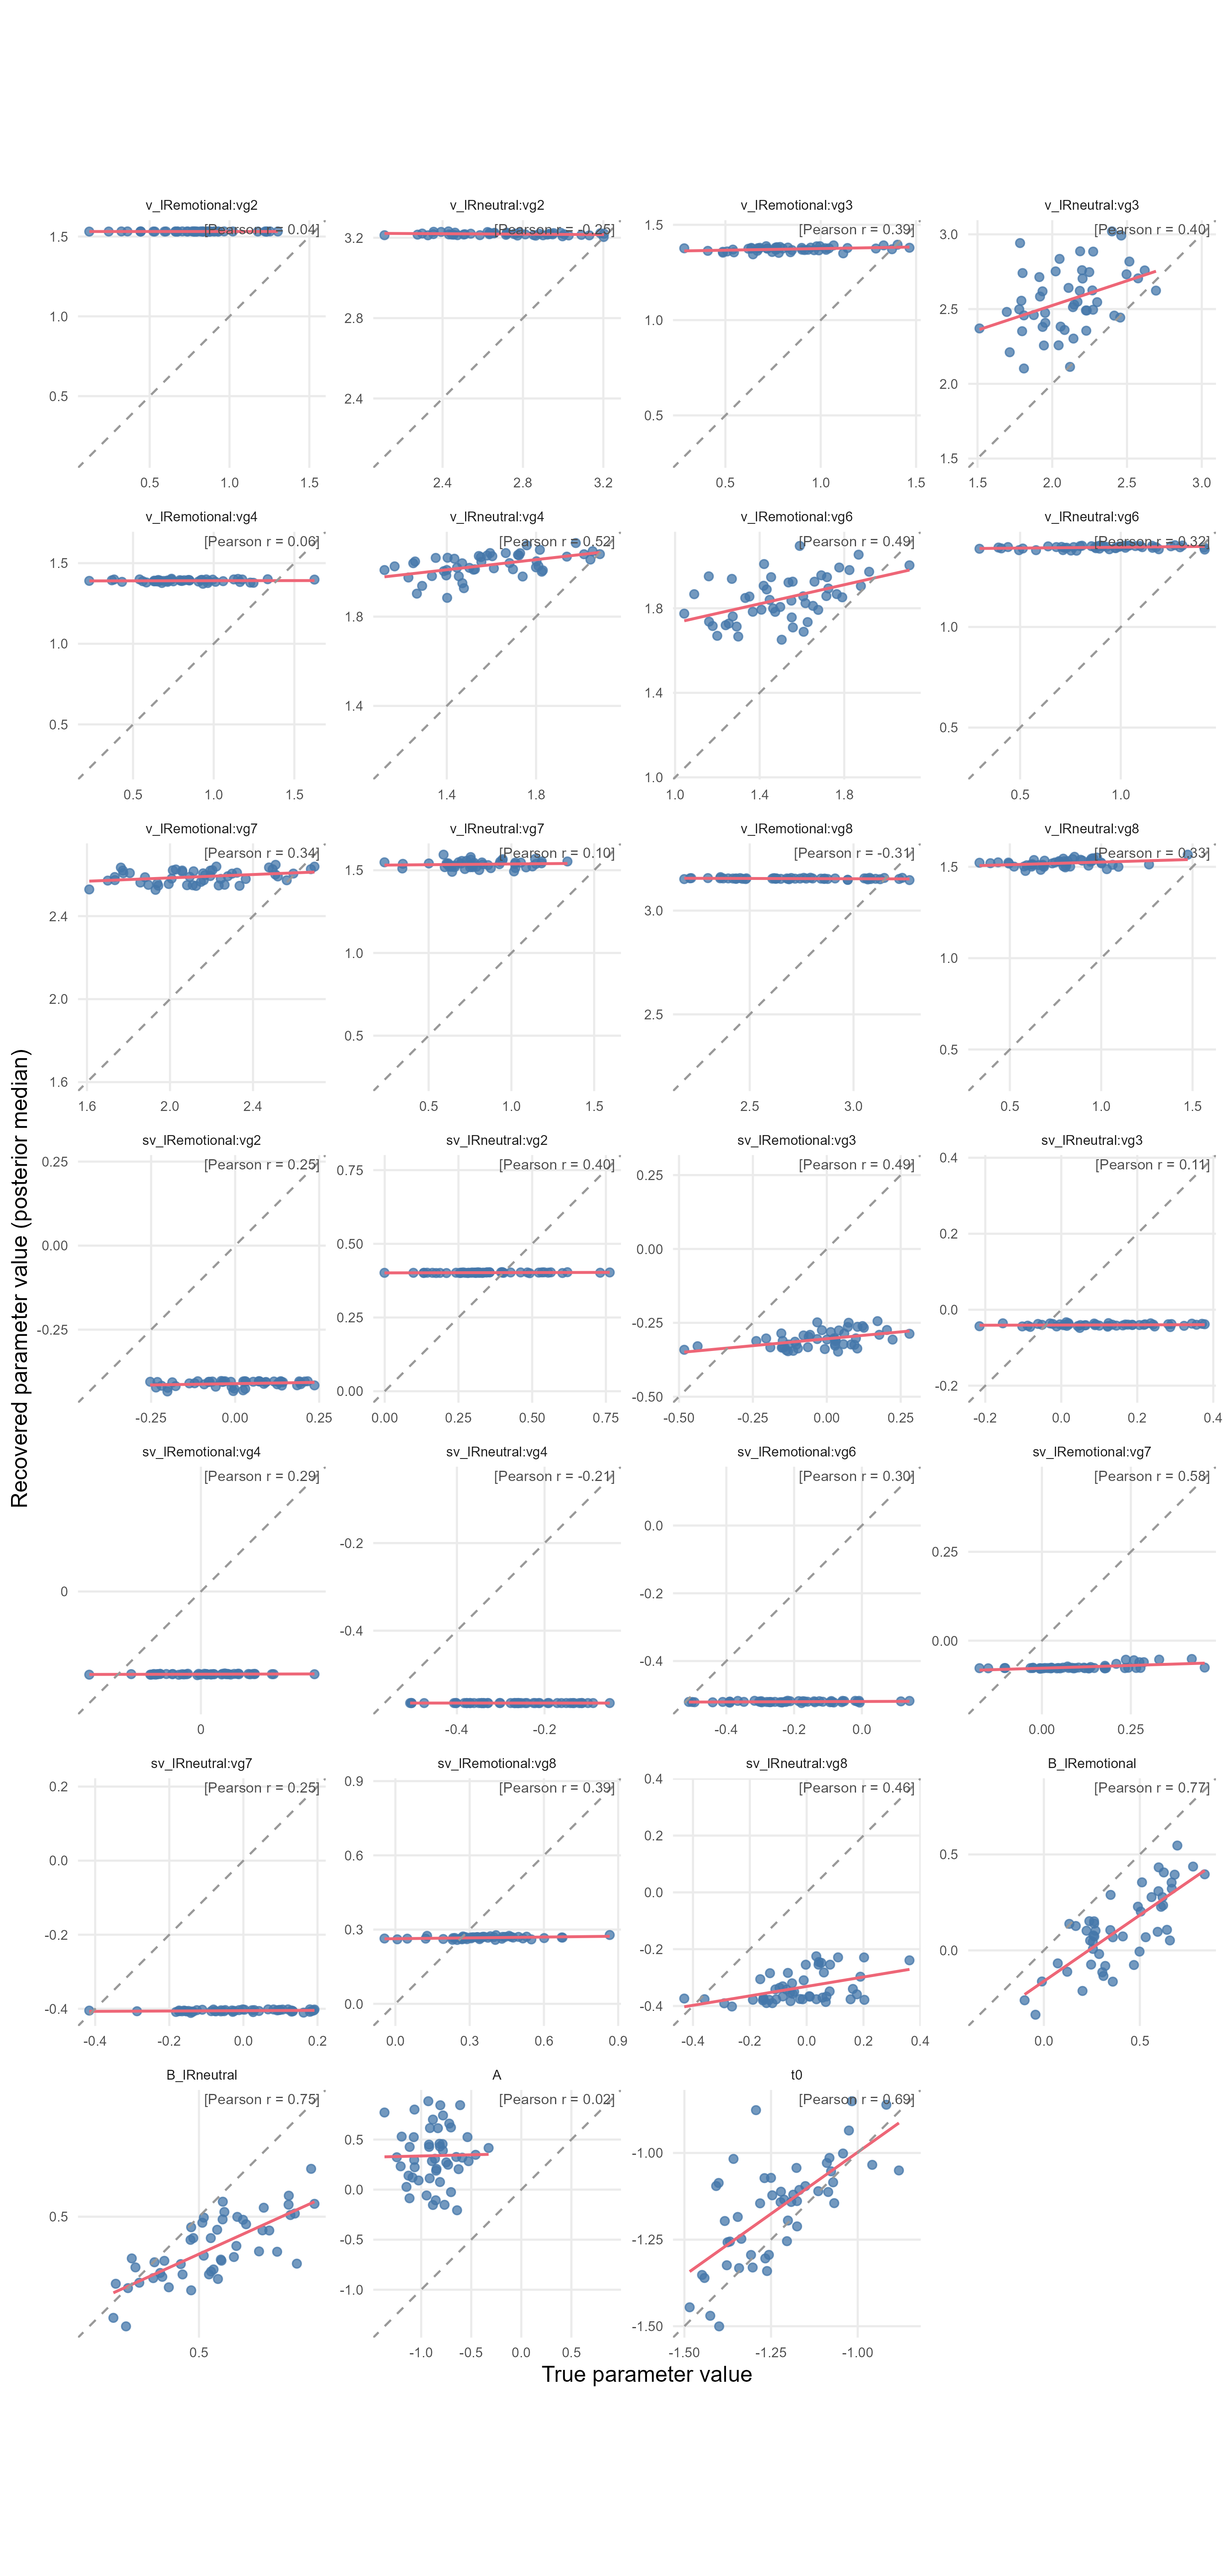 v_lRemotional:vg2
[Pearson r = 0.04]
1.5
1.0
0.5
0.5 1.0 1.5
v_lRneutral:vg2
[Pearson r = -0.25]
3.2
2.8
2.4
2.4 2.8 3.2
v_lRemotional:vg3
[Pearson r = 0.39]
1.5
1.0
0.5
0.5 1.0 1.5
v_lRneutral:vg3
[Pearson r = 0.40]
3.0
2.5
2.0
1.5
1.5 2.0 2.5 3.0
v_lRemotional:vg4
[Pearson r = 0.06]
1.5
1.0
0.5
0.5 1.0 1.5
v_lRneutral:vg4
[Pearson r = 0.52]
1.8
1.4
1.4 1.8
v_lRemotional:vg6
[Pearson r = 0.49]
1.8
1.4
1.0
1.0 1.4 1.8
v_lRneutral:vg6
[Pearson r = 0.32]
1.0
0.5
0.5 1.0
v_lRemotional:vg7
[Pearson r = 0.34]
2.4
2.0
1.6
1.6 2.0 2.4
v_lRneutral:vg7
[Pearson r = 0.10]
1.5
1.0
0.5
0.5 1.0 1.5
v_lRemotional:vg8
[Pearson r = -0.31]
3.0
2.5
2.5 3.0
v_lRneutral:vg8
[Pearson r = 0.33]
1.5
1.0
0.5
0.5 1.0 1.5
Recovered parameter value (posterior median)
sv_lRemotional:vg2
[Pearson r = 0.25]
0.25
0.00
-0.25
-0.25 0.00 0.25
sv_lRneutral:vg2
[Pearson r = 0.40]
0.75
0.50
0.25
0.00
0.00 0.25 0.50 0.75
sv_lRemotional:vg3
[Pearson r = 0.49]
0.25
0.00
-0.25
-0.50
-0.50 -0.25 0.00 0.25
sv_lRneutral:vg3
[Pearson r = 0.11]
0.4
0.2
0.0
-0.2
-0.2 0.0 0.2 0.4
sv_lRemotional:vg4
[Pearson r = 0.29]
0
0
sv_lRneutral:vg4
[Pearson r = -0.21]
-0.2
-0.4
-0.4 -0.2
sv_lRemotional:vg6
[Pearson r = 0.30]
0.0
-0.2
-0.4
-0.4 -0.2 0.0
sv_lRemotional:vg7
[Pearson r = 0.58]
0.25
0.00
0.00 0.25
sv_lRneutral:vg7
[Pearson r = 0.25]
0.2
0.0
-0.2
-0.4
-0.4 -0.2 0.0 0.2
sv_lRemotional:vg8
[Pearson r = 0.39]
0.9
0.6
0.3
0.0
0.0 0.3 0.6 0.9
sv_lRneutral:vg8
[Pearson r = 0.46]
0.4
0.2
0.0
-0.2
-0.4
-0.4 -0.2 0.0 0.2 0.4
B_lRemotional
[Pearson r = 0.77]
0.5
0.0
0.0 0.5
B_lRneutral
[Pearson r = 0.75]
0.5
0.5
A
[Pearson r = 0.02]
0.5
0.0
-0.5
-1.0
-1.0 -0.5 0.0 0.5
t0
[Pearson r = 0.69]
-1.00
-1.25
-1.50
-1.50 -1.25 -1.00
True parameter value